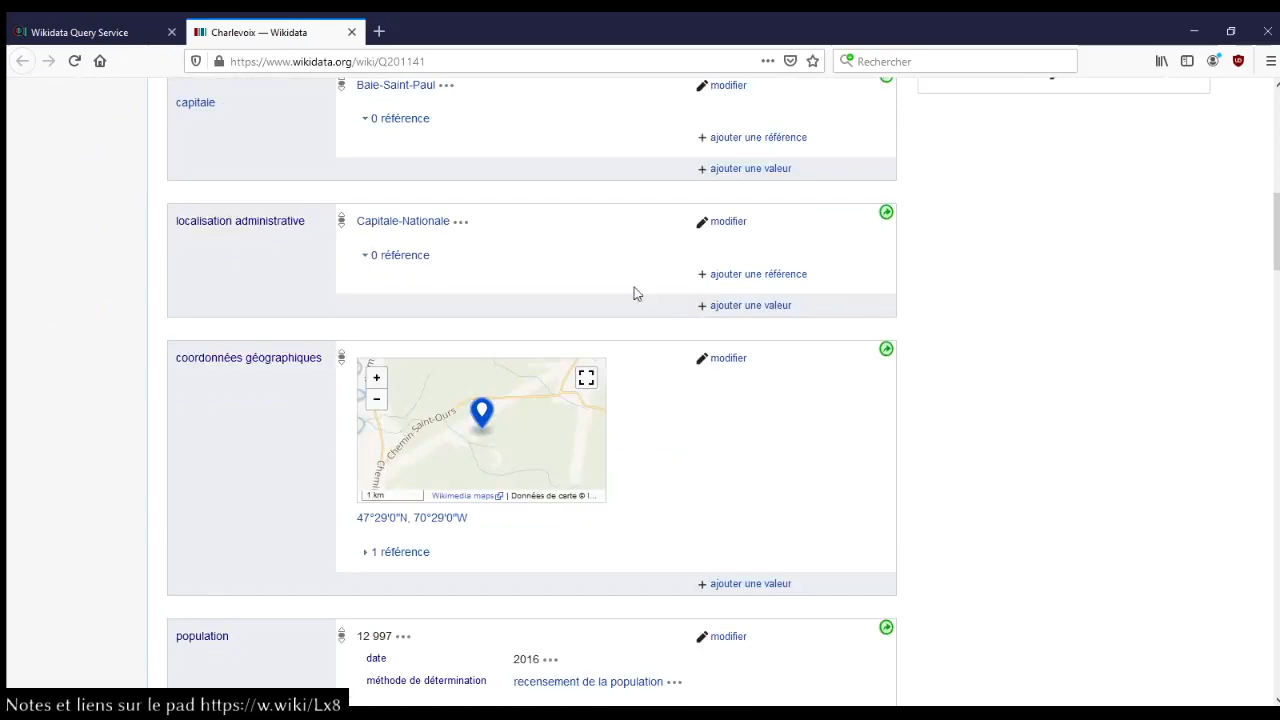 Wikidata Query Service
Charlevoix — Wikidata
https://www.wikidata.org/wiki/Q201141
Rechercher
capitale
Baie-Saint-Paul
modifier
0 référence
+ ajouter une référence
+ ajouter une valeur
localisation administrative
Capitale-Nationale
modifier
0 référence
+ ajouter une référence
+ ajouter une valeur
coordonnées géographiques
modifier
+
−
Chemin Saint-Ours
Chemi
1 km
Wikimedia maps | Données de carte © I...
47°29'0"N, 70°29'0"W
1 référence
+ ajouter une valeur
population
12 997
modifier
date
2016
méthode de détermination
recensement de la population
Notes et liens sur le pad https://w.wiki/Lx8